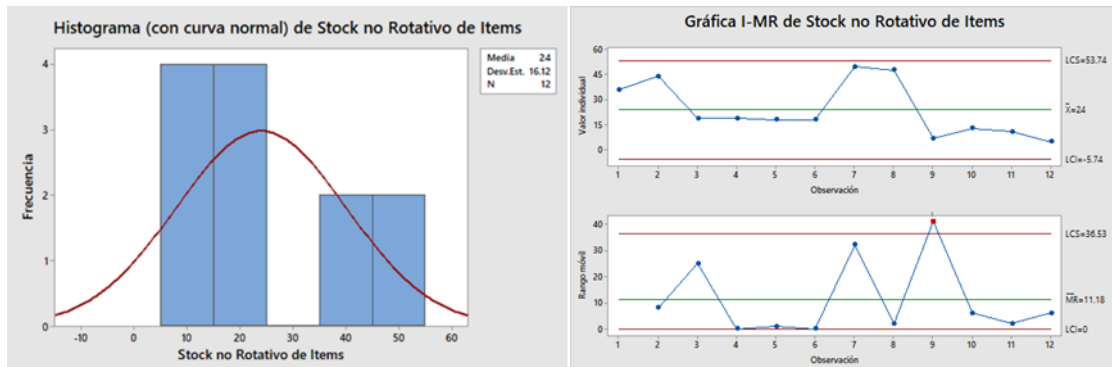 Histograma (con curva normal) de Stock no Rotativo de Items
Media 24
Desv.Est. 16.12
N 12
Frecuencia
4
3
2
1
0
-10 0 10 20 30 40 50 60
Stock no Rotativo de Items
Gráfica I-MR de Stock no Rotativo de Items
Valor individual
60
45
30
15
0
LCS=53.74
X̄=24
LCI=-5.74
1 2 3 4 5 6 7 8 9 10 11 12
Observación
Rango móvil
40
30
20
10
0
1
LCS=36.53
M̅R̅=11.18
LCI=0
1 2 3 4 5 6 7 8 9 10 11 12
Observación